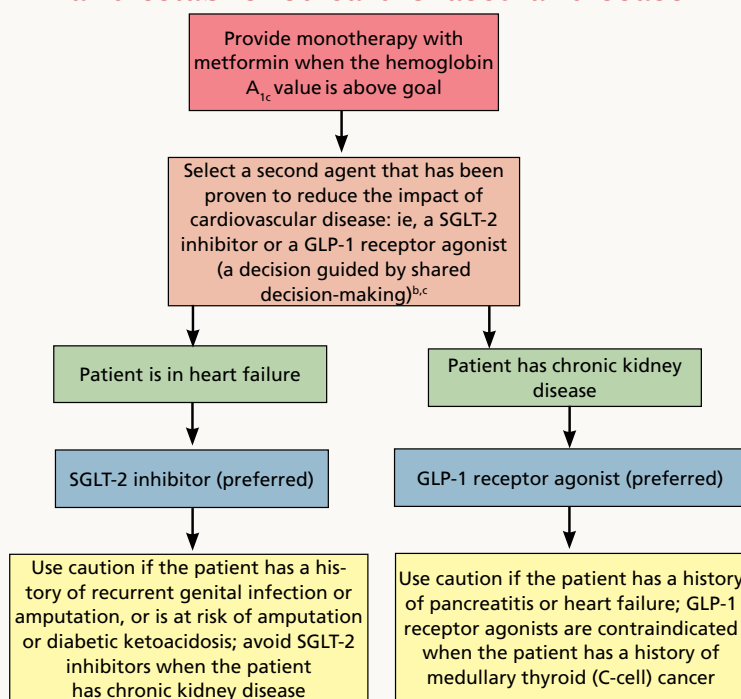 Provide monotherapy with
metformin when the hemoglobin
A1c value is above goal
Select a second agent that has been
proven to reduce the impact of
cardiovascular disease: ie, a SGLT-2
inhibitor or a GLP-1 receptor agonist
(a decision guided by shared
decision-making)b,c
Patient is in heart failure
Patient has chronic kidney
disease
SGLT-2 inhibitor (preferred)
GLP-1 receptor agonist (preferred)
Use caution if the patient has a his-
tory of recurrent genital infection or
amputation, or is at risk of amputation
or diabetic ketoacidosis; avoid SGLT-2
inhibitors when the patient
has chronic kidney disease
Use caution if the patient has a history
of pancreatitis or heart failure; GLP-1
receptor agonists are contraindicated
when the patient has a history of
medullary thyroid (C-cell) cancer